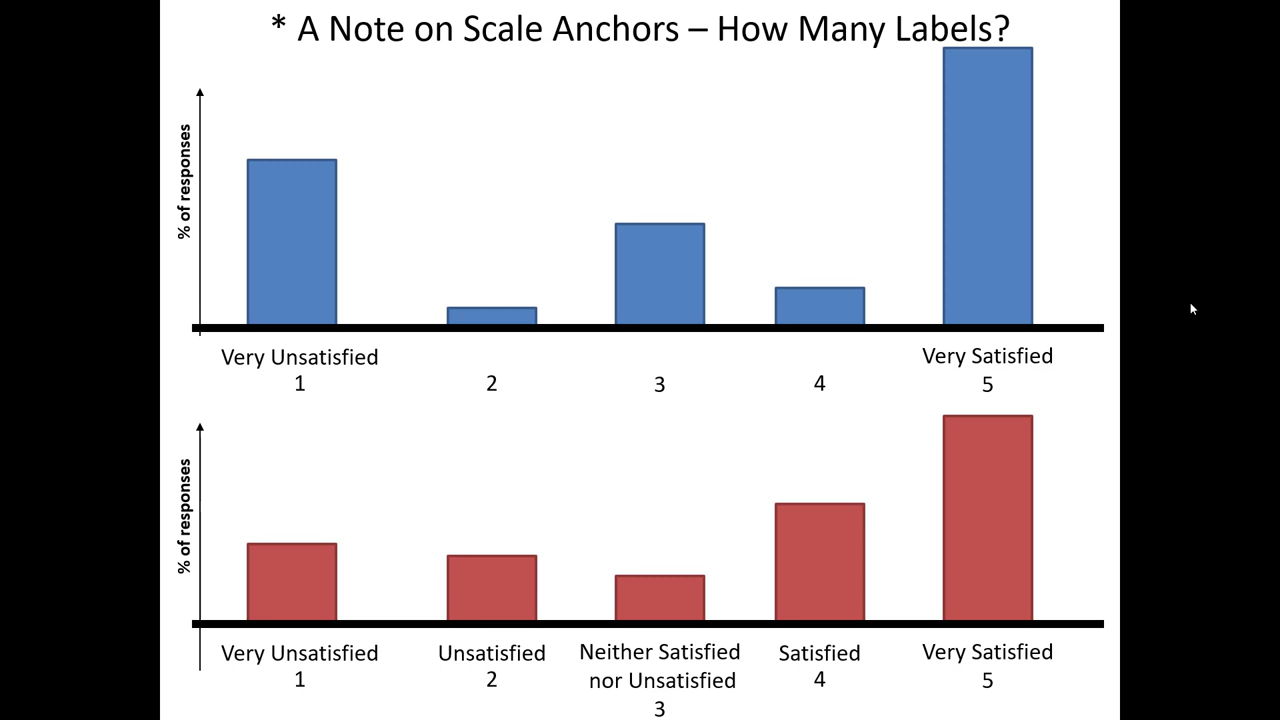 * A Note on Scale Anchors – How Many Labels?
% of responses
Very Unsatisfied
Very Satisfied
1
2
3
4
5
% of responses
Very Unsatisfied
Unsatisfied
Neither Satisfied
nor Unsatisfied
Satisfied
Very Satisfied
1
2
3
4
5